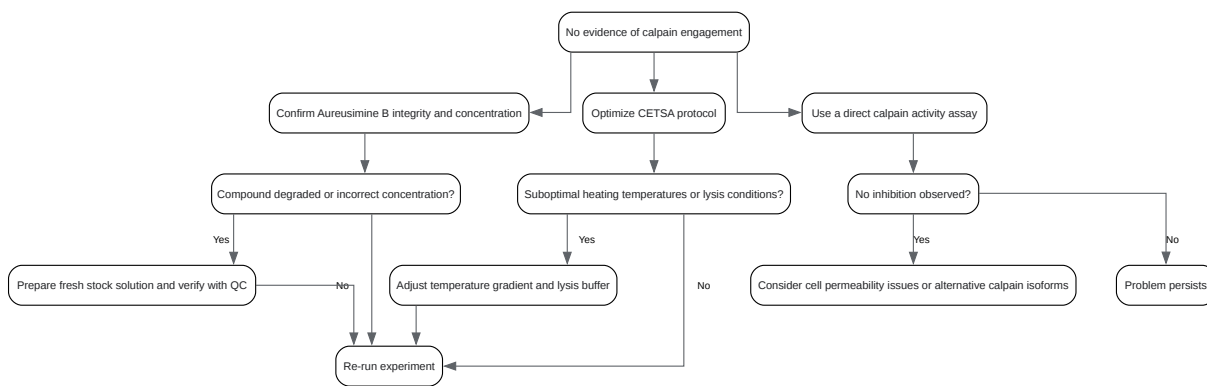 No evidence of calpain engagement
Confirm Aureusimine B integrity and concentration
Optimize CETSA protocol
Use a direct calpain activity assay
Compound degraded or incorrect concentration?
Suboptimal heating temperatures or lysis conditions?
No inhibition observed?
Yes
Yes
Yes
No
Prepare fresh stock solution and verify with QC
No
Adjust temperature gradient and lysis buffer
No
Consider cell permeability issues or alternative calpain isoforms
Problem persists
Re-run experiment